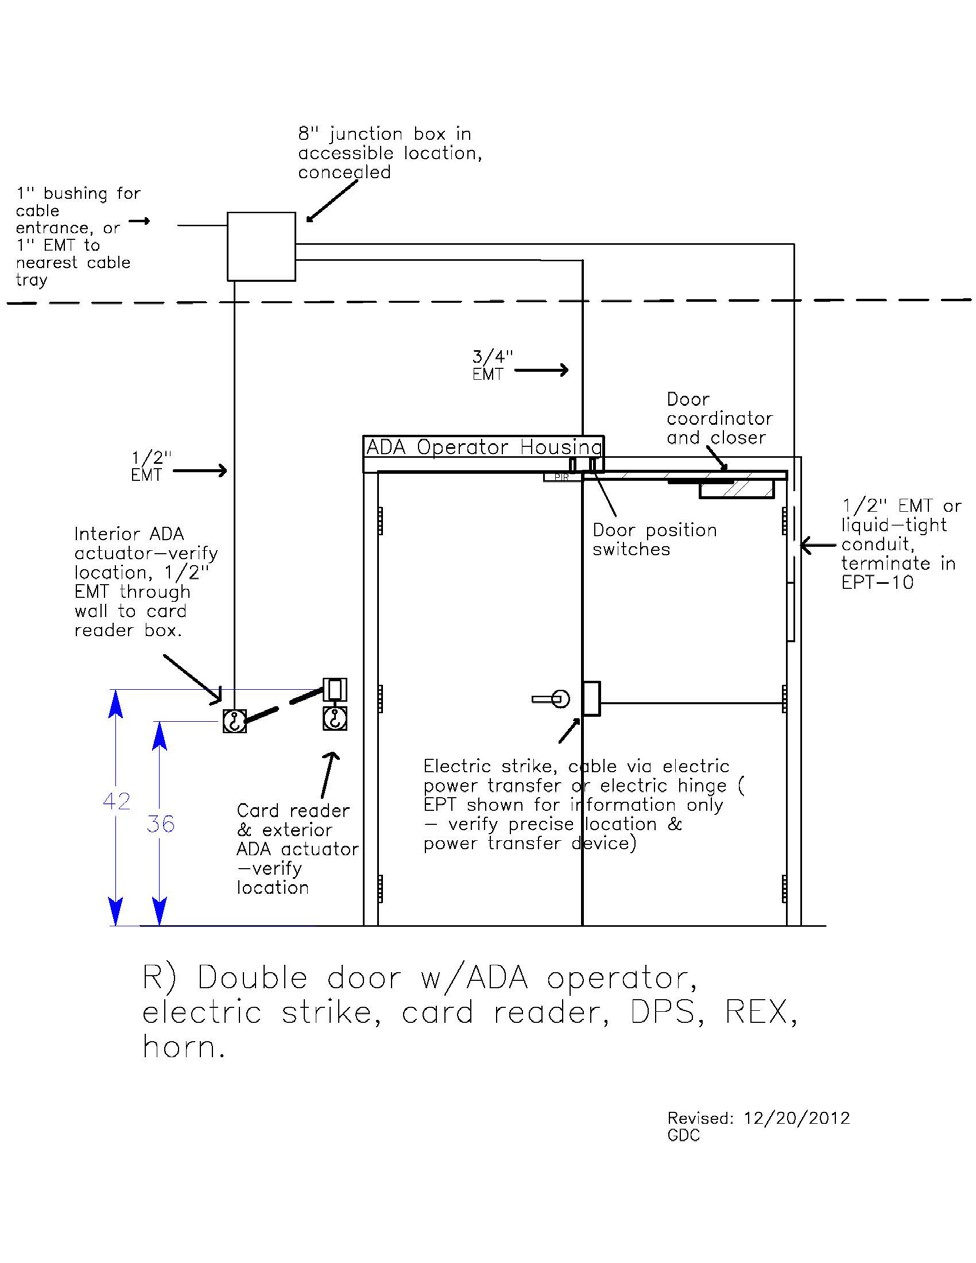 8" junction box in
accessible location,
concealed
1" bushing for
cable
entrance, or
1" EMT to
nearest cable
tray
3/4"
EMT
Door
coordinator
and closer
ADA Operator Housing
PIR
1/2"
EMT
Door position
switches
1/2" EMT or
liquid-tight
conduit,
terminate in
EPT-10
Interior ADA
actuator-verify
location, 1/2"
EMT through
wall to card
reader box.
42
36
Card reader
& exterior
ADA actuator
-verify
location
Electric strike, cable via electric
power transfer or electric hinge (
EPT shown for information only
- verify precise location &
power transfer device)
R) Double door w/ADA operator,
electric strike, card reader, DPS, REX,
horn.
Revised: 12/20/2012
GDC